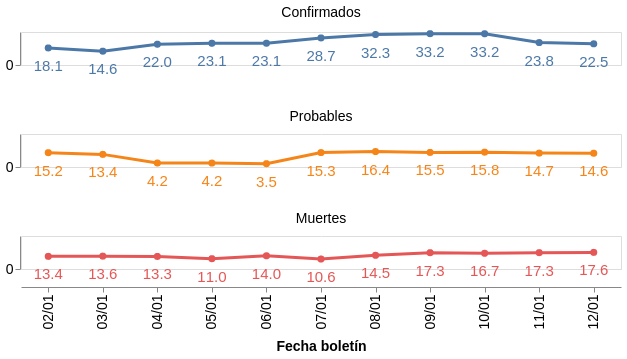 Confirmados
0
18.1 14.6 22.0 23.1 23.1 28.7 32.3 33.2 33.2 23.8 22.5
Probables
0
15.2 13.4 4.2 4.2 3.5 15.3 16.4 15.5 15.8 14.7 14.6
Muertes
0
13.4 13.6 13.3 11.0 14.0 10.6 14.5 17.3 16.7 17.3 17.6
02/01 03/01 04/01 05/01 06/01 07/01 08/01 09/01 10/01 11/01 12/01
Fecha boletín